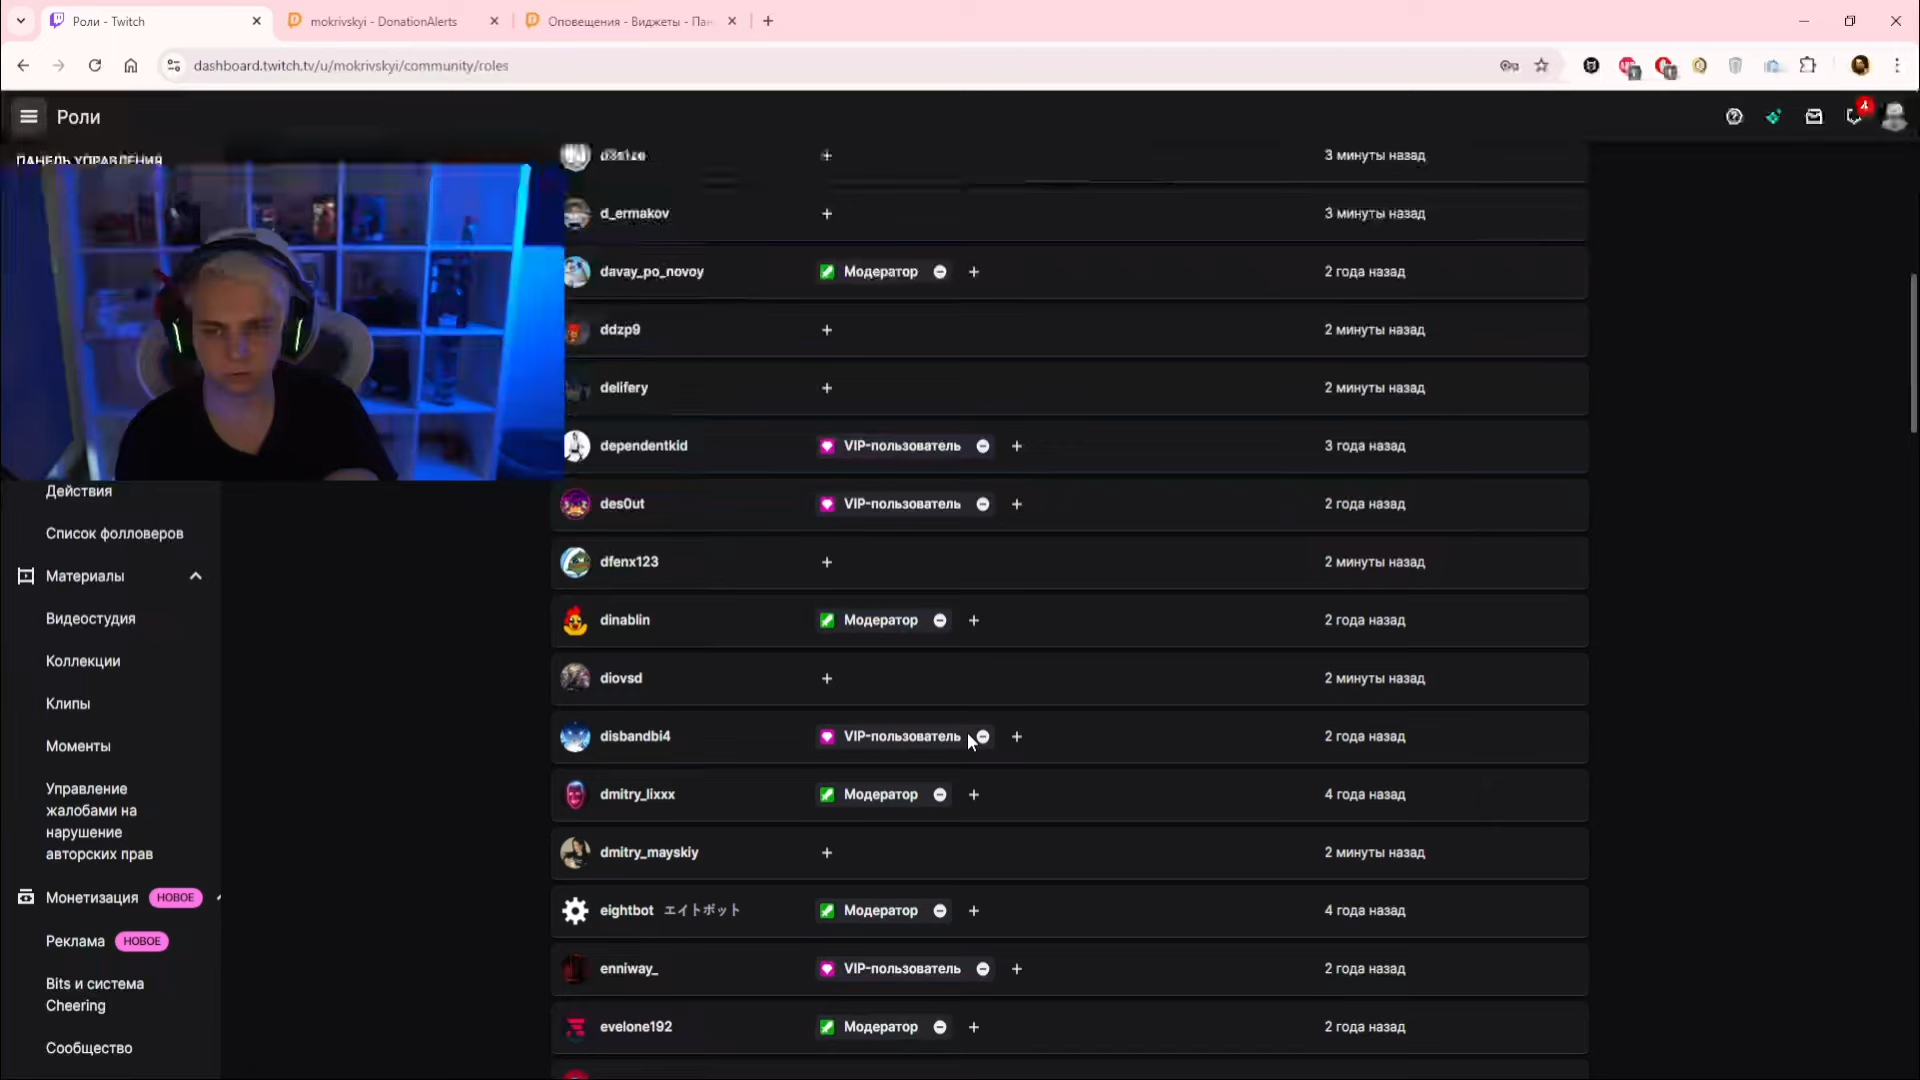 Роли - Twitch
mokrivskyi - DonationAlerts
Оповещения - Виджеты - Пан
dashboard.twitch.tv/u/mokrivskyi/community/roles
Роли
4
ПАНЕЛЬ УПРАВЛЕНИЯ
3 минуты назад
d_ermakov 3 минуты назад
davay_po_novoy Модератор 2 года назад
ddzp9 2 минуты назад
delifery 2 минуты назад
dependentkid VIP-пользователь 3 года назад
des0ut VIP-пользователь 2 года назад
dfenx123 2 минуты назад
dinablin Модератор 2 года назад
diovsd 2 минуты назад
disbandbi4 VIP-пользователь 2 года назад
dmitry_lixxx Модератор 4 года назад
dmitry_mayskiy 2 минуты назад
eightbot エイトボット Модератор 4 года назад
enniway_ VIP-пользователь 2 года назад
evelone192 Модератор 2 года назад
Действия
Список фолловеров
Материалы
Видеостудия
Коллекции
Клипы
Моменты
Управление
жалобами на
нарушение
авторских прав
Монетизация НОВОЕ
Реклама НОВОЕ
Bits и система
Cheering
Сообщество